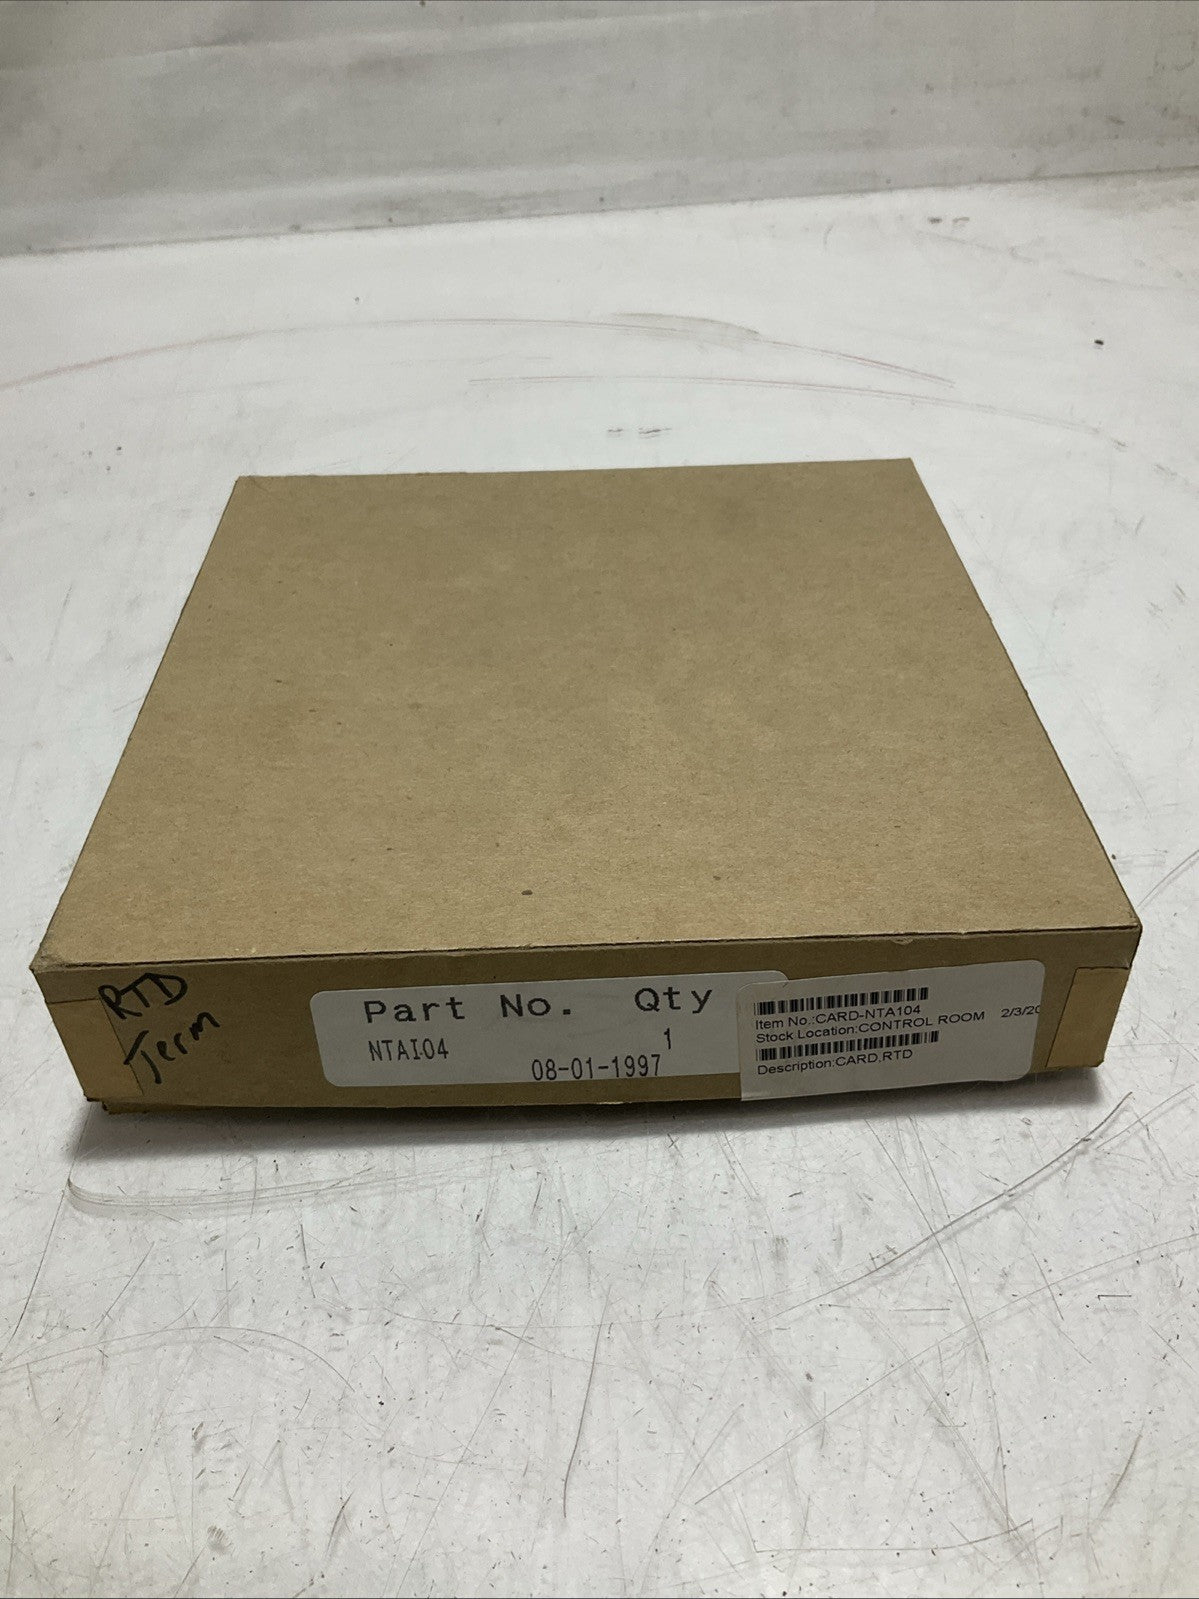 RTD
Term
Part No. Qty
NTAI04 1
08-01-1997
Item No.:CARD-NTA104
Stock Location:CONTROL ROOM 2/3/20
Description:CARD.RTD